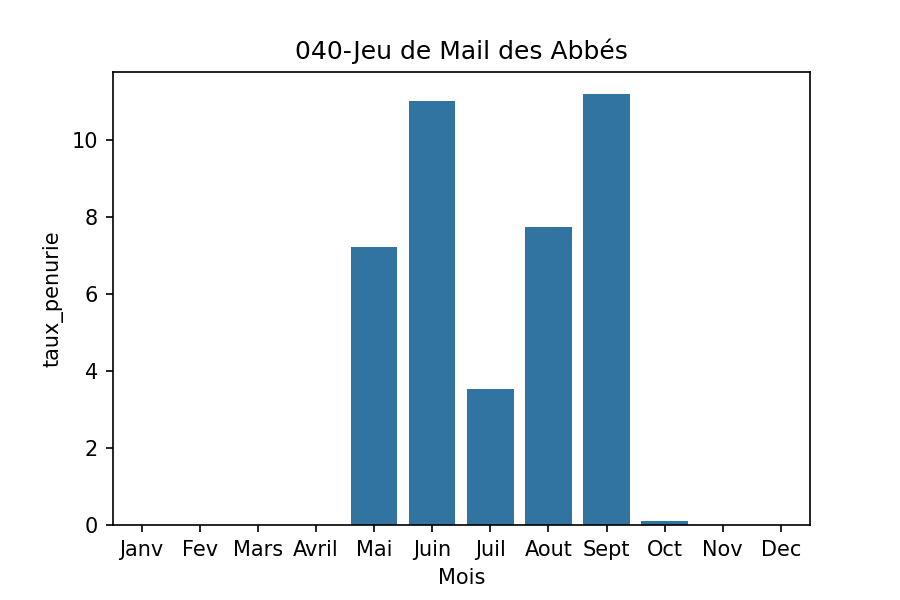 040-Jeu de Mail des Abbés
10
8
6
4
2
0
taux_penurie
Janv Fev Mars Avril Mai Juin Juil Aout Sept Oct Nov Dec
Mois